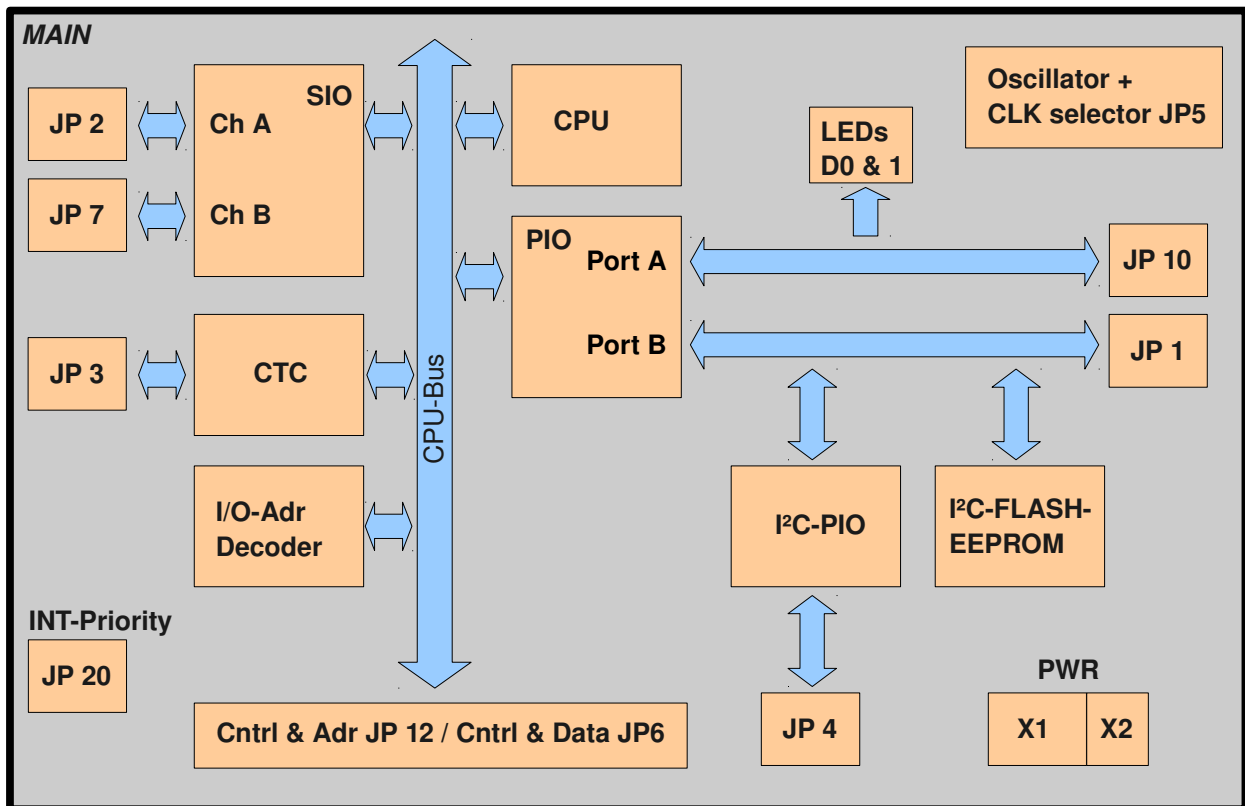 MAIN
JP 2
JP 7
Ch A
SIO
Ch B
CPU
LEDs
D0 & 1
Oscillator +
CLK selector JP5
PIO
Port A
Port B
JP 10
JP 1
JP 3
CTC
CPU-Bus
I/O-Adr
Decoder
I²C-PIO
I²C-FLASH-
EEPROM
INT-Priority
JP 20
Cntrl & Adr JP 12 / Cntrl & Data JP6
JP 4
PWR
X1
X2